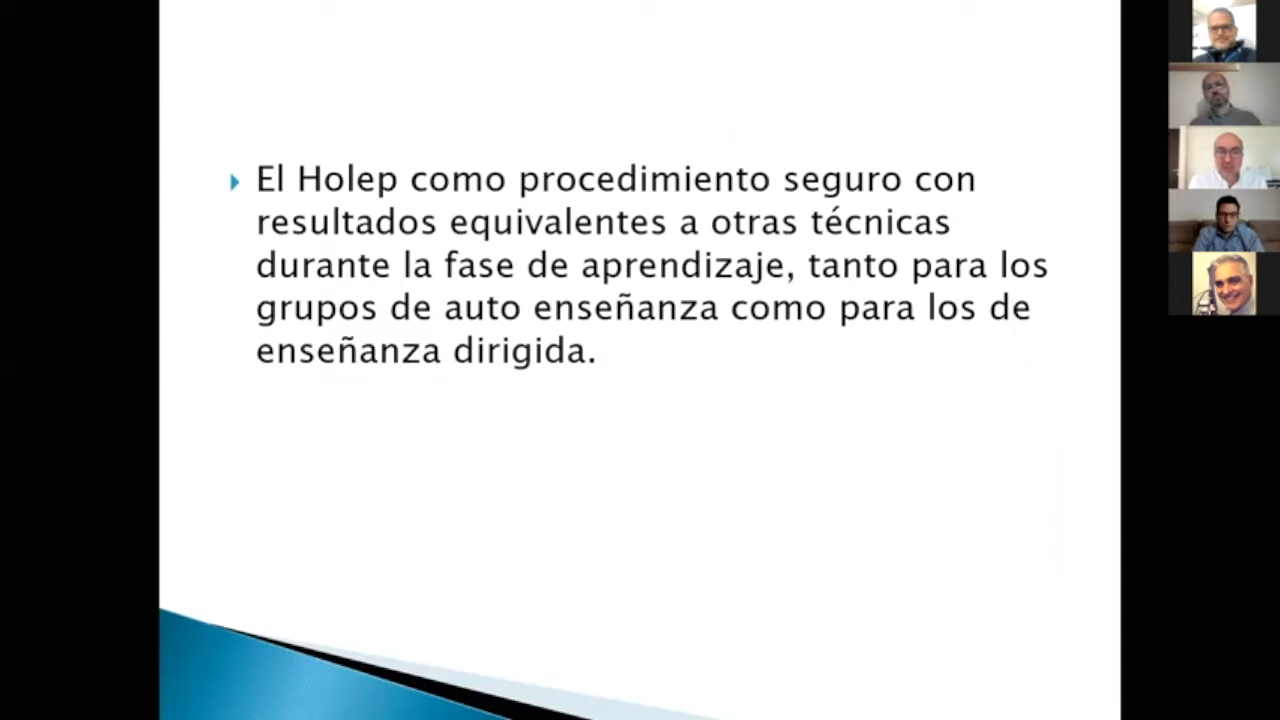 El Holep como procedimiento seguro con
resultados equivalentes a otras técnicas
durante la fase de aprendizaje, tanto para los
grupos de auto enseñanza como para los de
enseñanza dirigida.